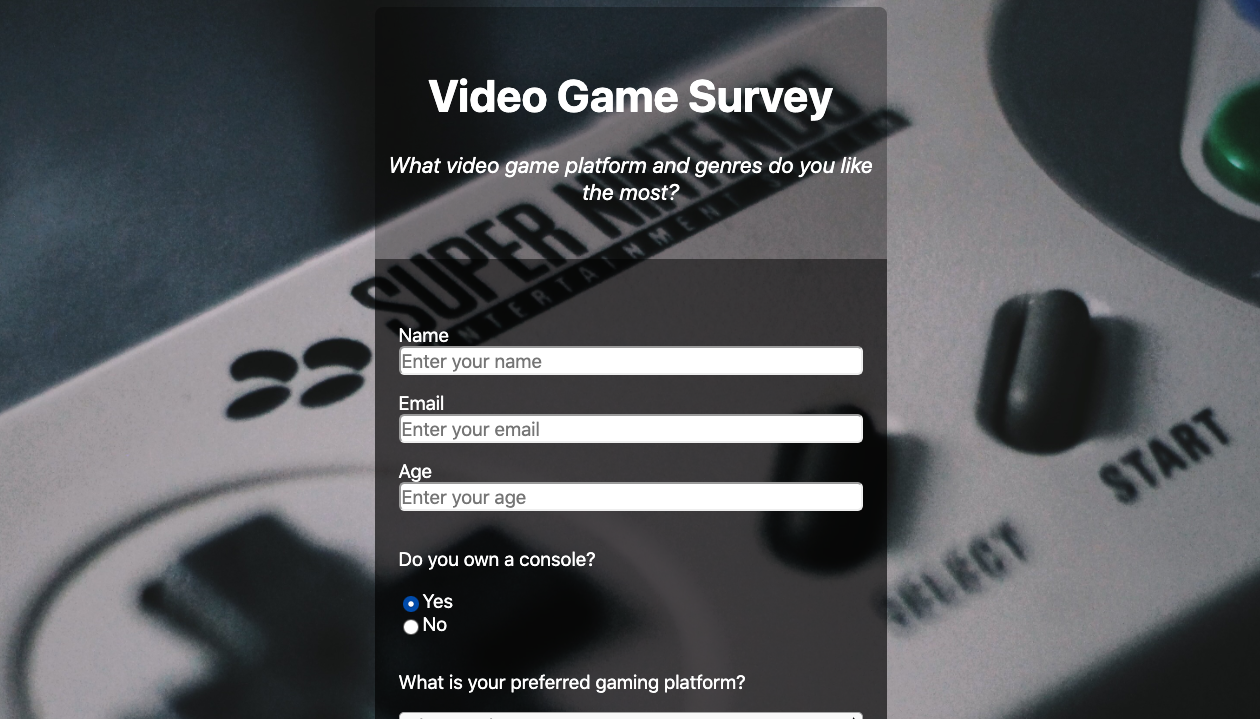 Video Game Survey
What video game platform and genres do you like
the most?
SUPER NINTENDO
ENTERTAINMENT
Name
Enter your name
Email
Enter your email
Age
Enter your age
START
SELECT
Do you own a console?
Yes
No
What is your preferred gaming platform?